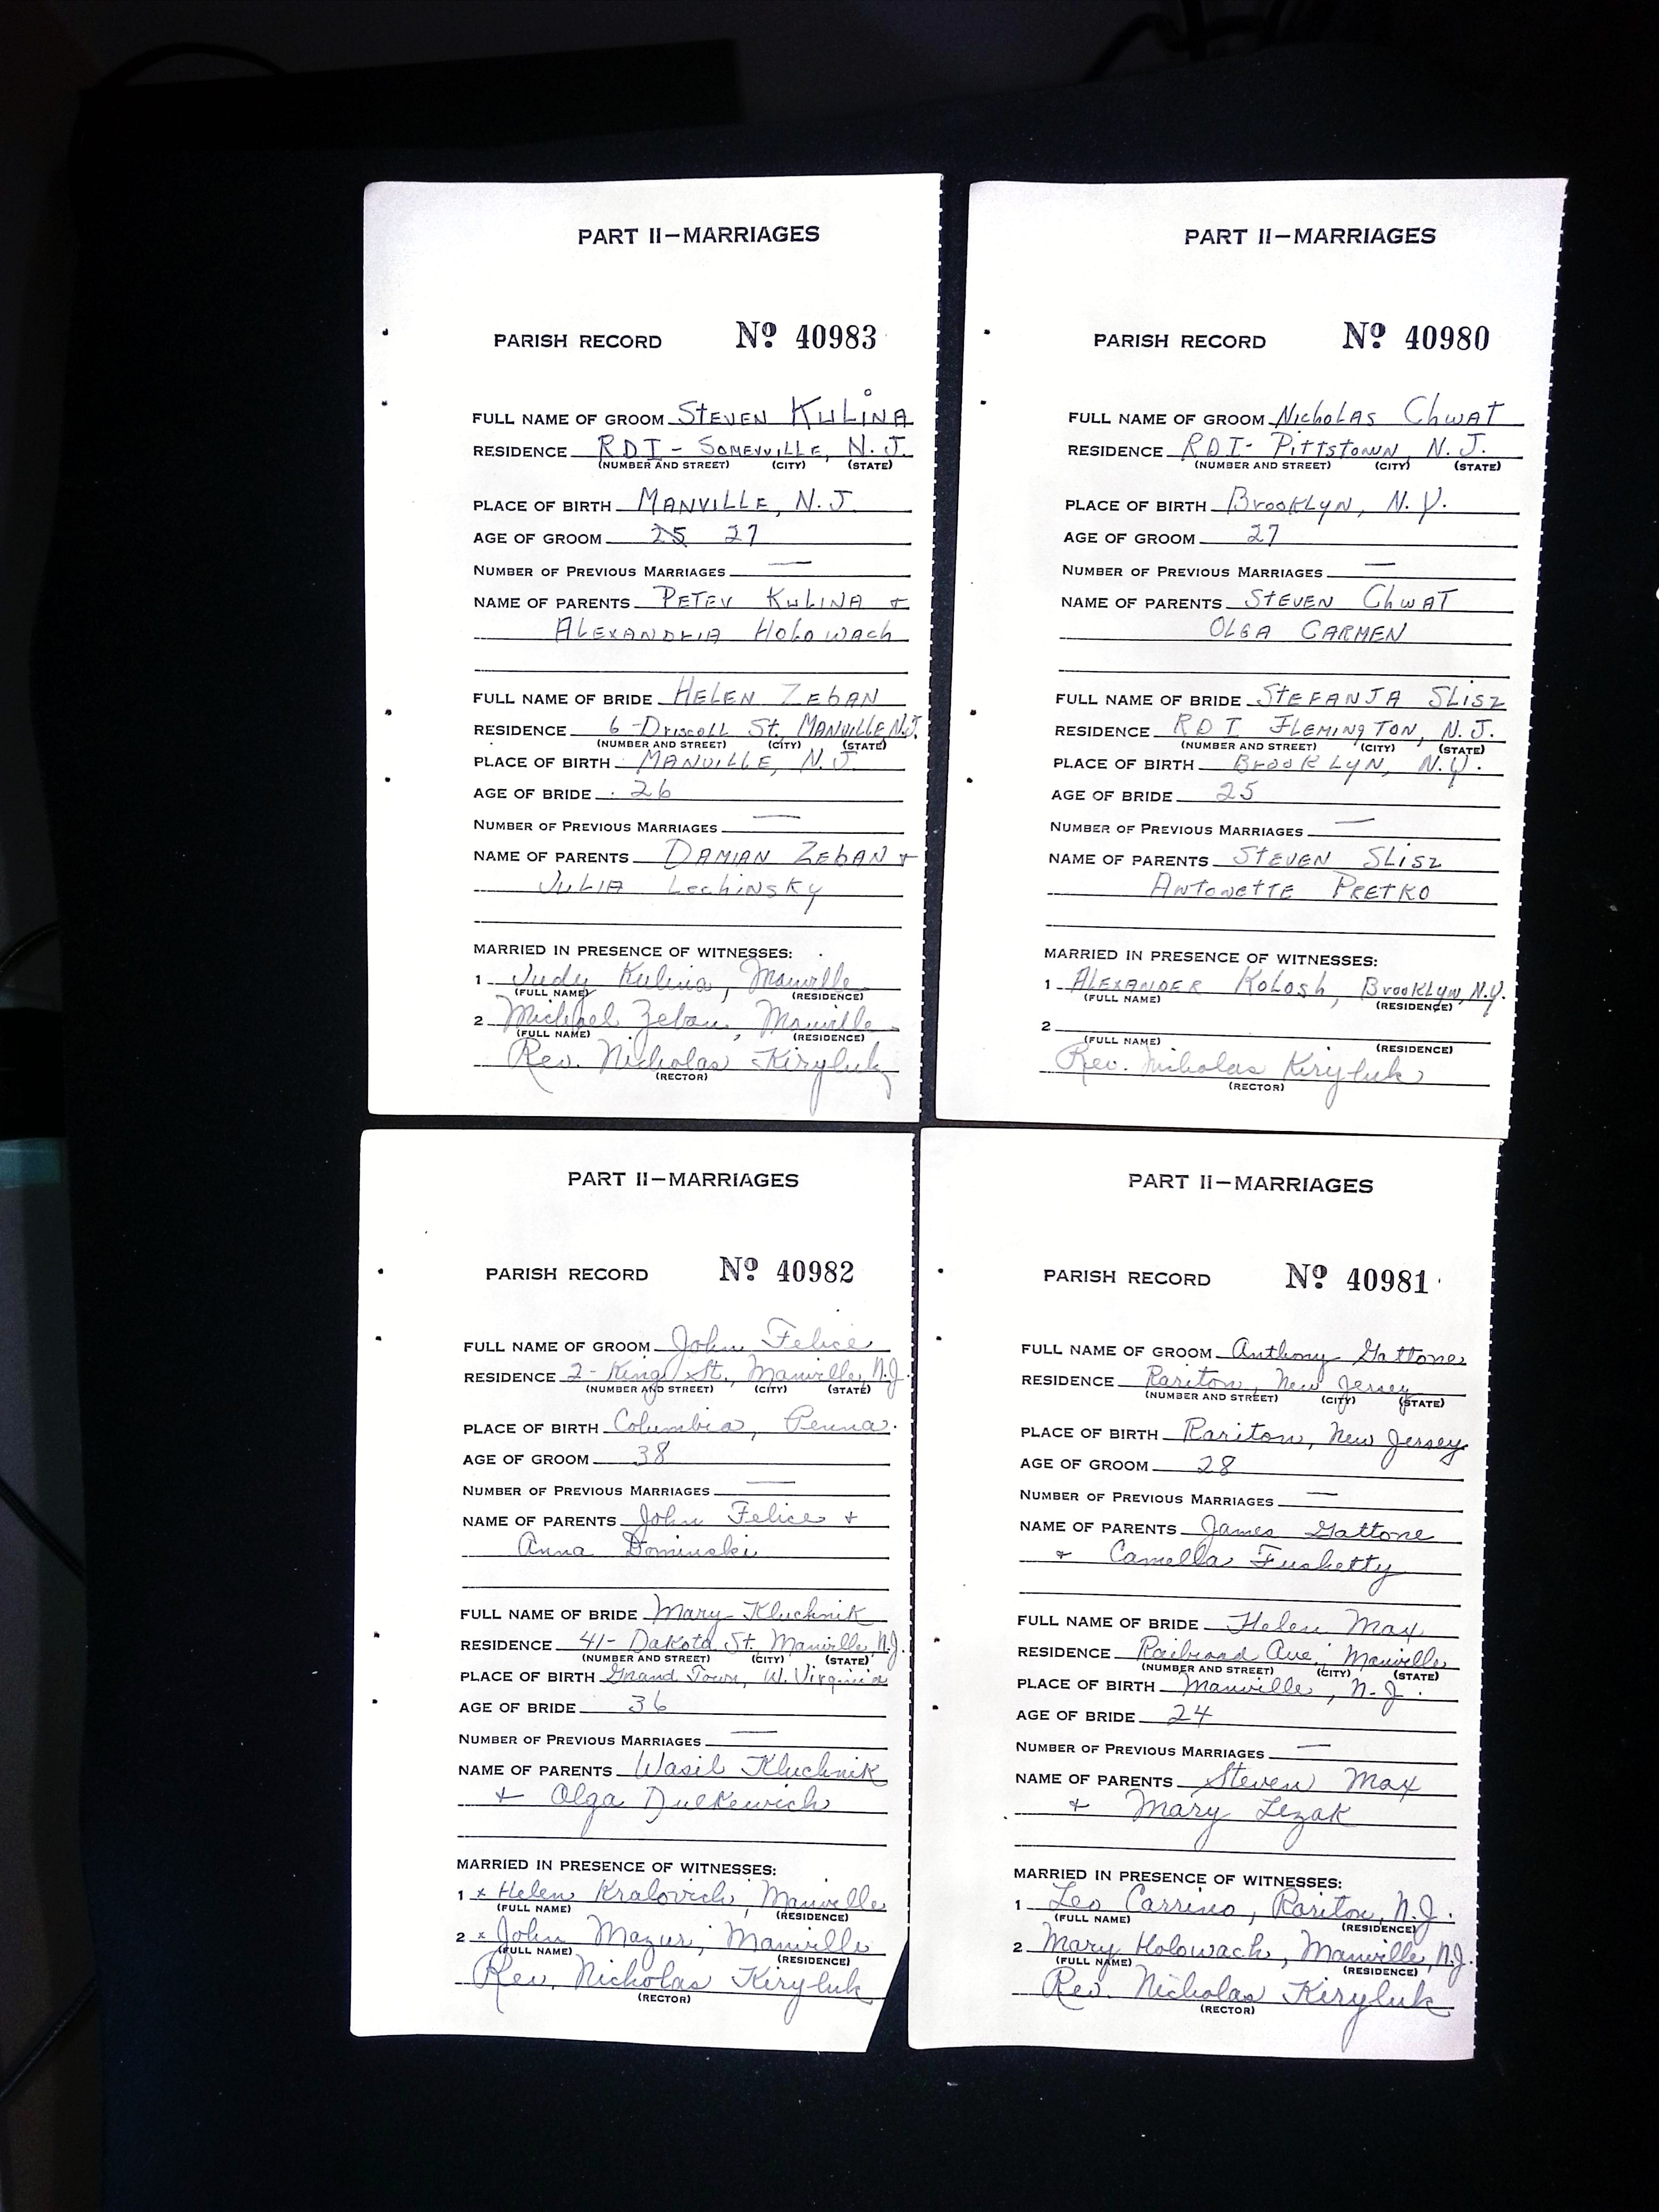 PART II—MARRIAGES
PARISH RECORD Nº 40983
FULL NAME OF GROOM STEVEN KULINA
RESIDENCE RDI - SOMERVILLE, N.J.
(NUMBER AND STREET) (CITY) (STATE)
PLACE OF BIRTH MANVILLE, N.J.
AGE OF GROOM 25 27
NUMBER OF PREVIOUS MARRIAGES —
NAME OF PARENTS PETER KULINA +
ALEXANDRIA HOLOWACH
FULL NAME OF BRIDE HELEN ZEBAN
RESIDENCE 6 - Driscoll St., MANVILLE N.J.
(NUMBER AND STREET) (CITY) (STATE)
PLACE OF BIRTH MANVILLE, N.J.
AGE OF BRIDE 26
NUMBER OF PREVIOUS MARRIAGES —
NAME OF PARENTS DAMIAN ZEBAN +
JULIA Lechinsky
MARRIED IN PRESENCE OF WITNESSES:
1 Judy Kulina, Manville
(FULL NAME) (RESIDENCE)
2 Michael Zeban, Manville
(FULL NAME) (RESIDENCE)
Rev. Nicholas Kiryluk
(RECTOR)
PART II—MARRIAGES
PARISH RECORD Nº 40980
FULL NAME OF GROOM Nicholas Chwat
RESIDENCE RDI - Pittstown, N.J.
(NUMBER AND STREET) (CITY) (STATE)
PLACE OF BIRTH Brooklyn, N.Y.
AGE OF GROOM 27
NUMBER OF PREVIOUS MARRIAGES —
NAME OF PARENTS STEVEN CHWAT
OLGA CARMEN
FULL NAME OF BRIDE STEFANJA SLISZ
RESIDENCE RDI FLEMINGTON, N.J.
(NUMBER AND STREET) (CITY) (STATE)
PLACE OF BIRTH Brooklyn, N.Y.
AGE OF BRIDE 25
NUMBER OF PREVIOUS MARRIAGES —
NAME OF PARENTS STEVEN SLISZ
ANTONETTE PRETKO
MARRIED IN PRESENCE OF WITNESSES:
1 ALEXANDER Kolosh, Brooklyn, N.Y.
(FULL NAME) (RESIDENCE)
2
(FULL NAME) (RESIDENCE)
Rev. Nicholas Kiryluk
(RECTOR)
PART II—MARRIAGES
PARISH RECORD Nº 40982
FULL NAME OF GROOM John Felice
RESIDENCE 2 - King St., Manville, N.J.
(NUMBER AND STREET) (CITY) (STATE)
PLACE OF BIRTH Columbia, Penna.
AGE OF GROOM 38
NUMBER OF PREVIOUS MARRIAGES —
NAME OF PARENTS John Felice +
Anna Dominski
FULL NAME OF BRIDE Mary Kluchnik
RESIDENCE 41 - Dakota St., Manville N.J.
(NUMBER AND STREET) (CITY) (STATE)
PLACE OF BIRTH Grand Town, W. Virginia
AGE OF BRIDE 36
NUMBER OF PREVIOUS MARRIAGES —
NAME OF PARENTS Wasil Kluchnik
+ Olga Dulkewich
MARRIED IN PRESENCE OF WITNESSES:
1 x Helen Kralovich, Manville
(FULL NAME) (RESIDENCE)
2 x John Mazur, Manville
(FULL NAME) (RESIDENCE)
Rev. Nicholas Kiryluk
(RECTOR)
PART II—MARRIAGES
PARISH RECORD Nº 40981
FULL NAME OF GROOM Anthony Gattone
RESIDENCE Rariton, New Jersey
(NUMBER AND STREET) (CITY) (STATE)
PLACE OF BIRTH Rariton, New Jersey
AGE OF GROOM 28
NUMBER OF PREVIOUS MARRIAGES —
NAME OF PARENTS James Gattone
+ Camella Fushetty
FULL NAME OF BRIDE Helen Max
RESIDENCE Railroad Ave., Manville
(NUMBER AND STREET) (CITY) (STATE)
PLACE OF BIRTH Manville, N.J.
AGE OF BRIDE 24
NUMBER OF PREVIOUS MARRIAGES —
NAME OF PARENTS Steven Max
+ Mary Lezak
MARRIED IN PRESENCE OF WITNESSES:
1 Leo Carrino, Rariton, N.J.
(FULL NAME) (RESIDENCE)
2 Mary Holowach, Manville, N.J.
(FULL NAME) (RESIDENCE)
Rev. Nicholas Kiryluk
(RECTOR)